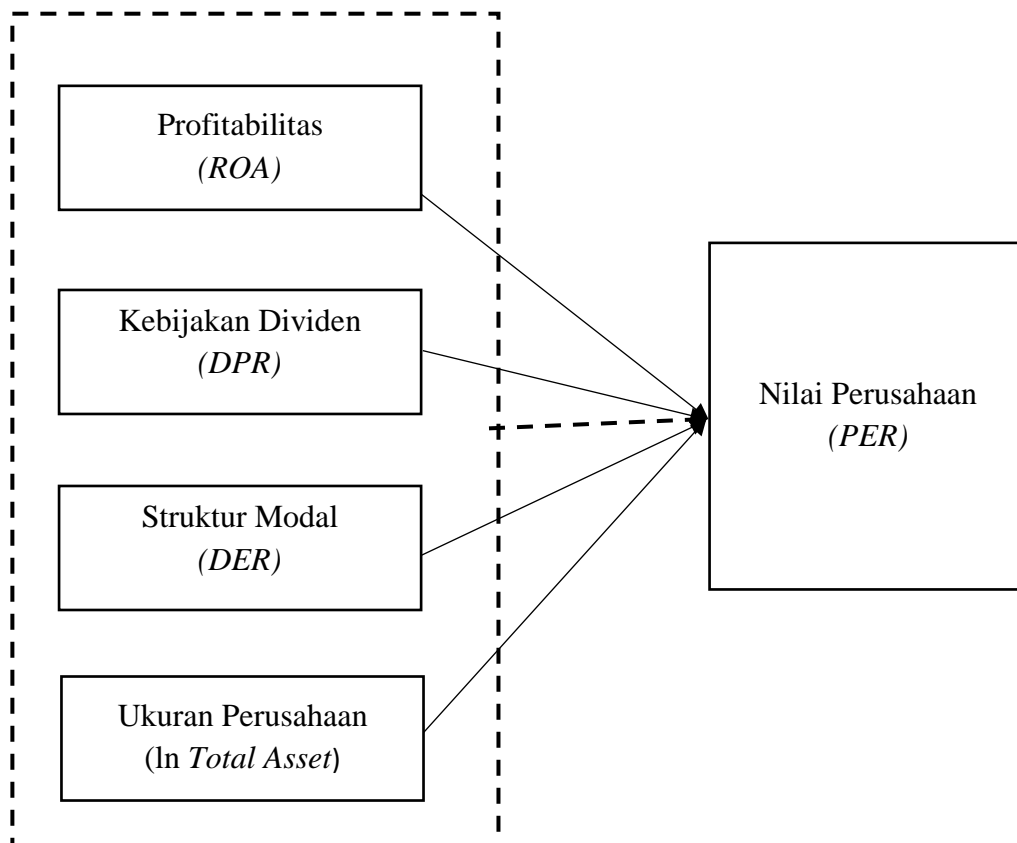 Profitabilitas
(ROA)
Kebijakan Dividen
(DPR)
Struktur Modal
(DER)
Ukuran Perusahaan
(ln Total Asset)
Nilai Perusahaan
(PER)